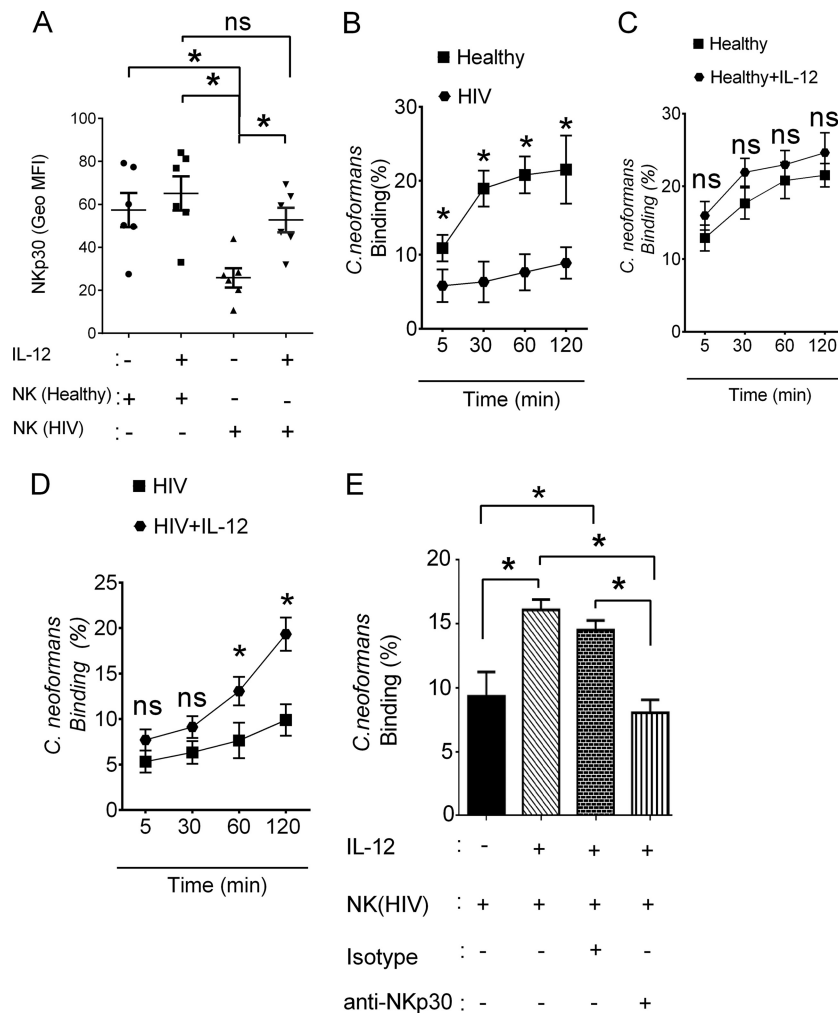 A
ns
*
*
*
NKp30 (Geo MFI)
100
80
60
40
20
0
IL-12 : - + - +
NK (Healthy) : + + - -
NK (HIV) : - - + +
B
Healthy
HIV
C.neoformans
Binding(%)
30
20
10
0
* * * *
5 30 60 120
Time (min)
C
Healthy
Healthy+IL-12
C. neoformans
Binding (%)
30
20
10
0
ns ns ns ns
5 30 60 120
Time (min)
D
HIV
HIV+IL-12
C. neoformans
Binding (%)
25
20
15
10
5
0
ns ns * *
5 30 60 120
Time (min)
E
*
*
* *
C.neoformans
Binding (%)
20
15
10
5
0
IL-12 : - + + +
NK(HIV) : + + + +
Isotype : - - + -
anti-NKp30 : - - - +